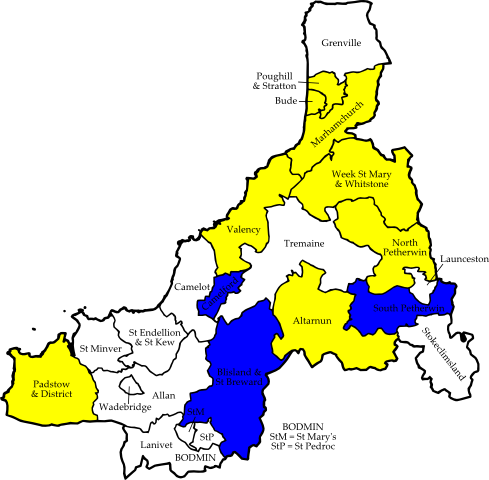 Grenville
Poughill
& Stratton
Bude
Marhamchurch
Week St Mary
& Whitstone
Valency
Tremaine
North
Petherwin
Launceston
Camelot
Camelford
South Petherwin
Altarnun
Stokeclimsland
St Endellion
& St Kew
St Minver
Blisland &
St Breward
Padstow
& District
Allan
Wadebridge
StM
StP
Lanivet
BODMIN
BODMIN
StM = St Mary's
StP = St Pedroc